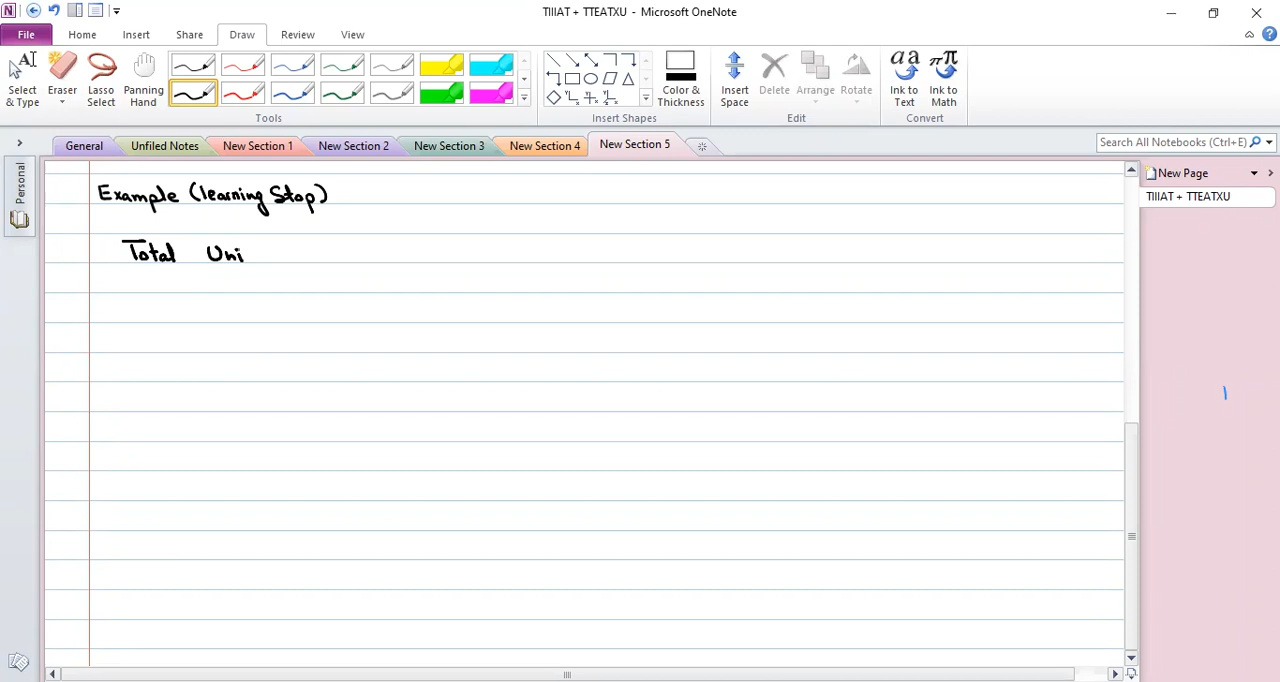 TIIIAT + TTEATXU - Microsoft OneNote
File Home Insert Share Draw Review View
Select & Type Eraser Lasso Select Panning Hand Color & Thickness Insert Space Delete Arrange Rotate Ink to Text Ink to Math
Tools Insert Shapes Edit Convert
General Unfiled Notes New Section 1 New Section 2 New Section 3 New Section 4 New Section 5 Search All Notebooks (Ctrl+E)
Personal
New Page
TIIIAT + TTEATXU
Example (learning Stop)
Total Uni